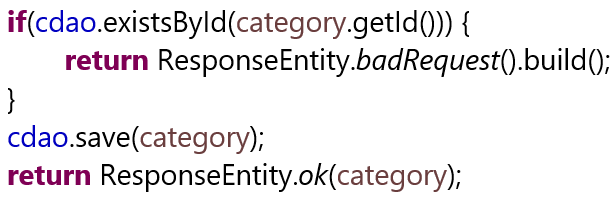 if(cdao.existsById(category.getId())) {
return ResponseEntity.badRequest().build();
}
cdao.save(category);
return ResponseEntity.ok(category);